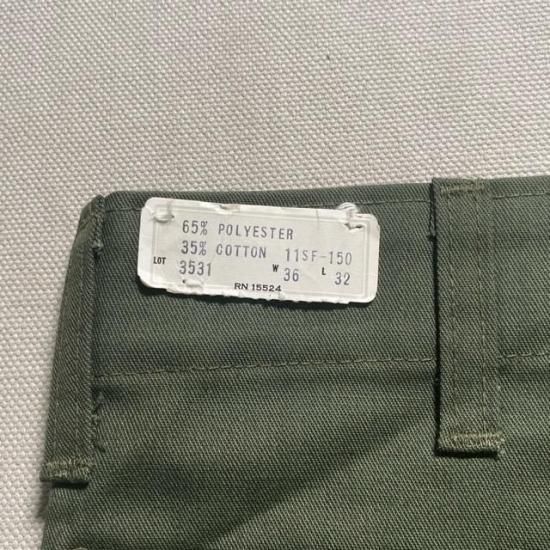 65% POLYESTER
35% COTTON 11SF-150
LOT 3531 W 36 L 32
RN 15524